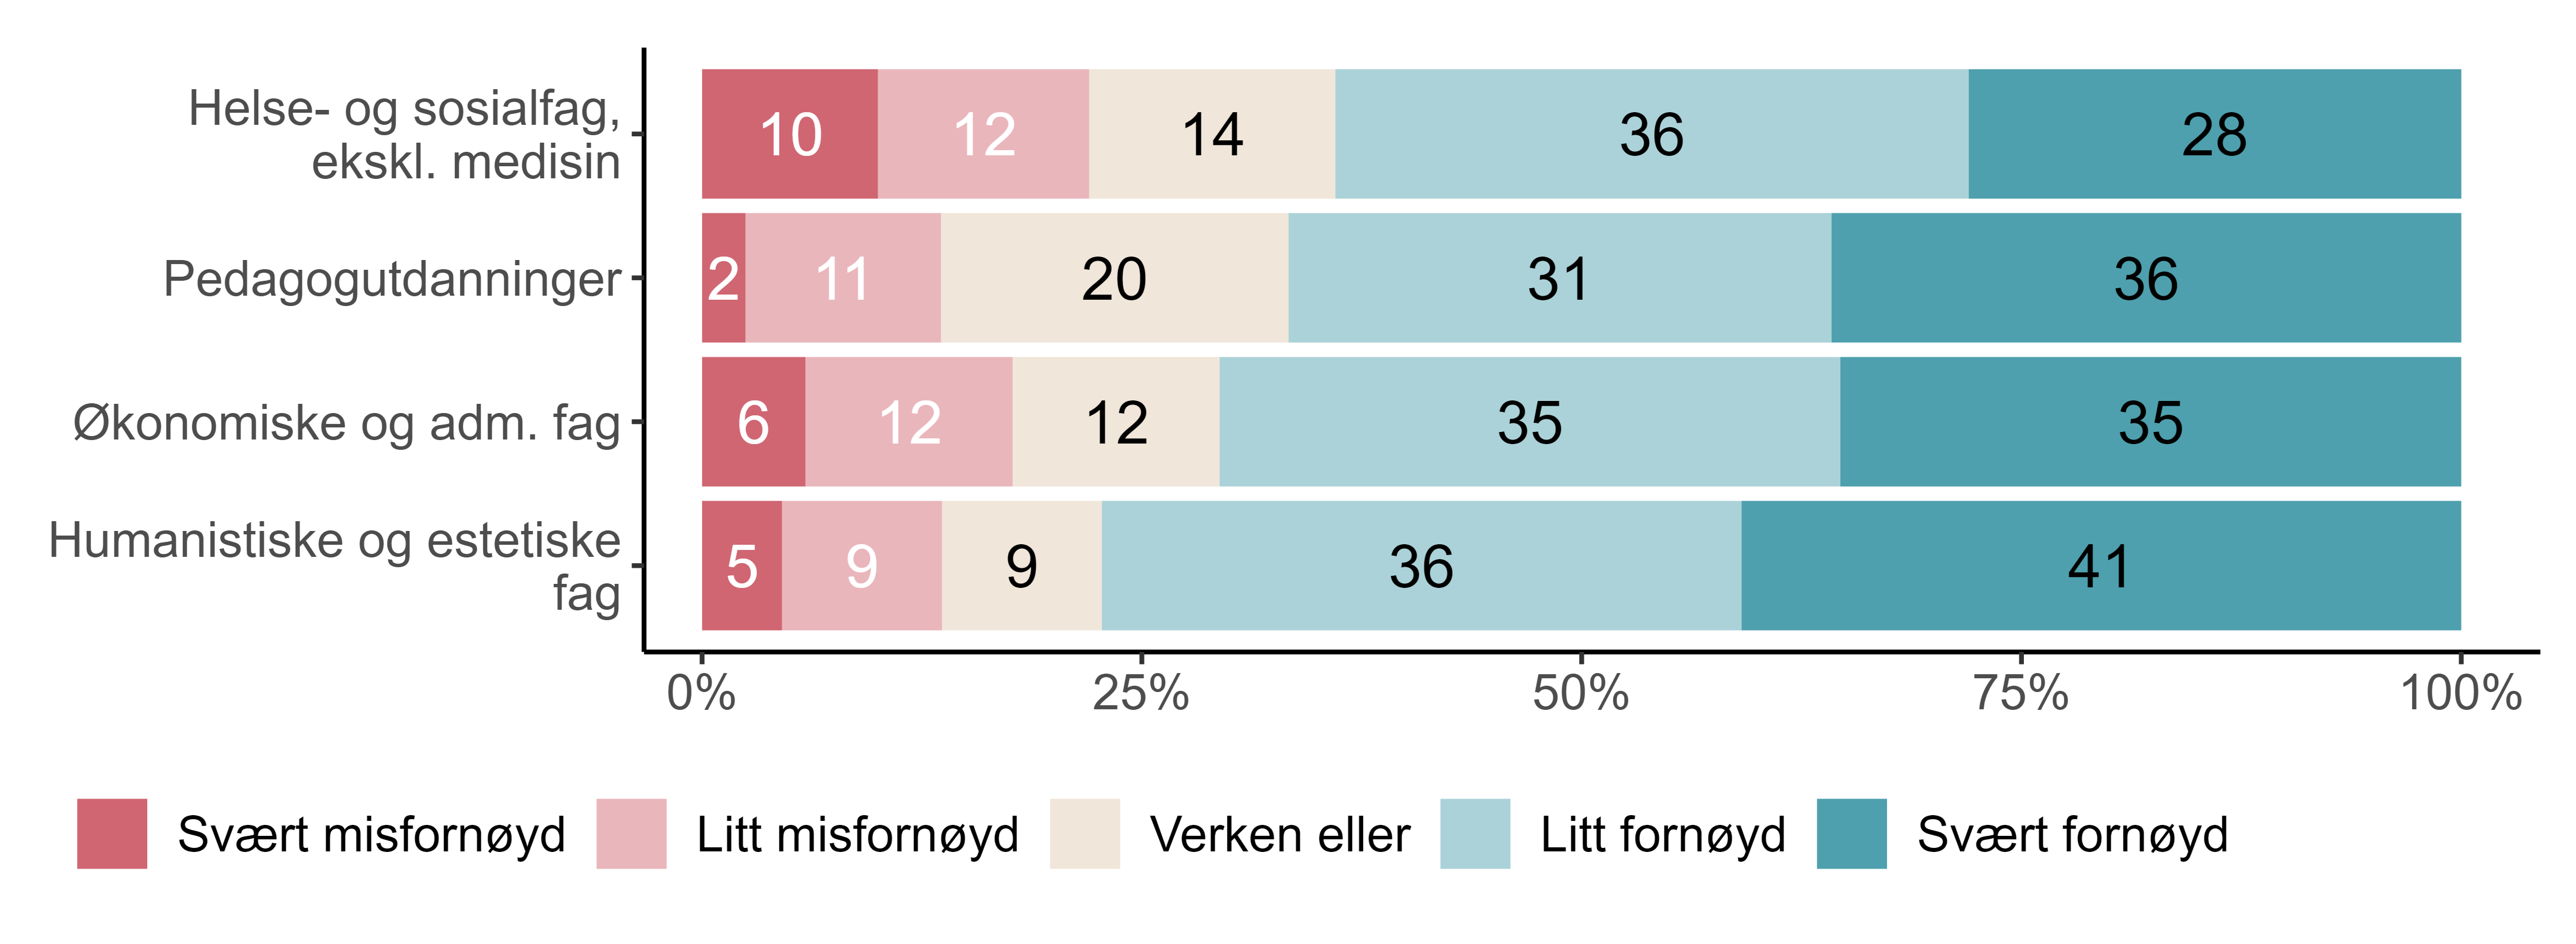 Helse- og sosialfag,
ekskl. medisin
10 12 14 36 28
Pedagogutdanninger
2 11 20 31 36
Økonomiske og adm. fag
6 12 12 35 35
Humanistiske og estetiske
fag
5 9 9 36 41
0% 25% 50% 75% 100%
Svært misfornøyd Litt misfornøyd Verken eller Litt fornøyd Svært fornøyd